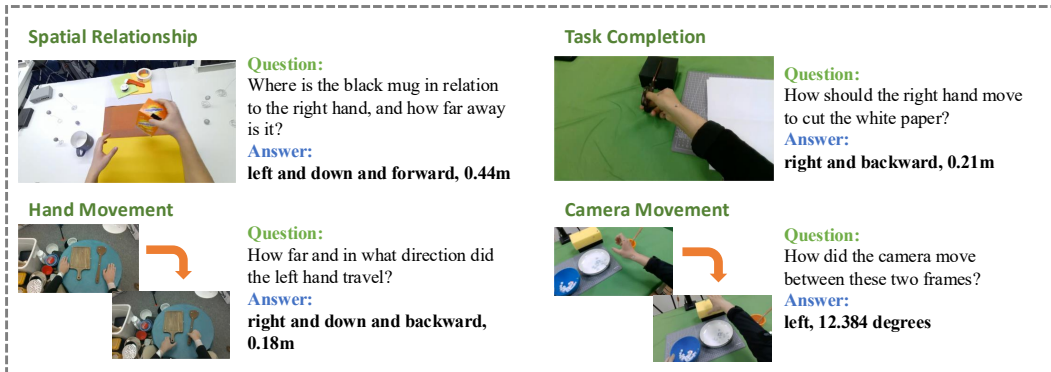 Spatial Relationship
Question:
Where is the black mug in relation
to the right hand, and how far away
is it?
Answer:
left and down and forward, 0.44m
Task Completion
Question:
How should the right hand move
to cut the white paper?
Answer:
right and backward, 0.21m
Hand Movement
Question:
How far and in what direction did
the left hand travel?
Answer:
right and down and backward,
0.18m
Camera Movement
Question:
How did the camera move
between these two frames?
Answer:
left, 12.384 degrees